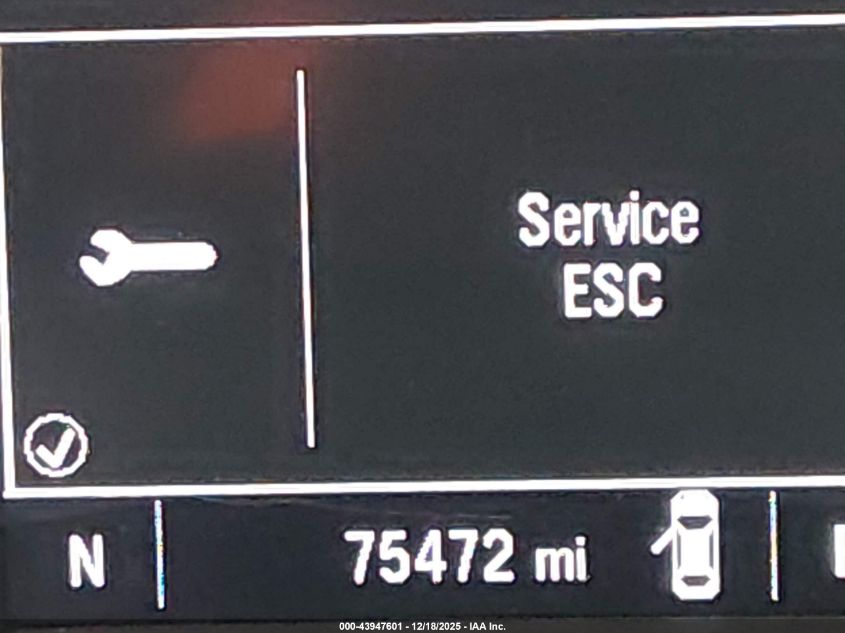 Service
ESC
N 75472 mi
000-43947601 - 12/18/2025 - IAA Inc.